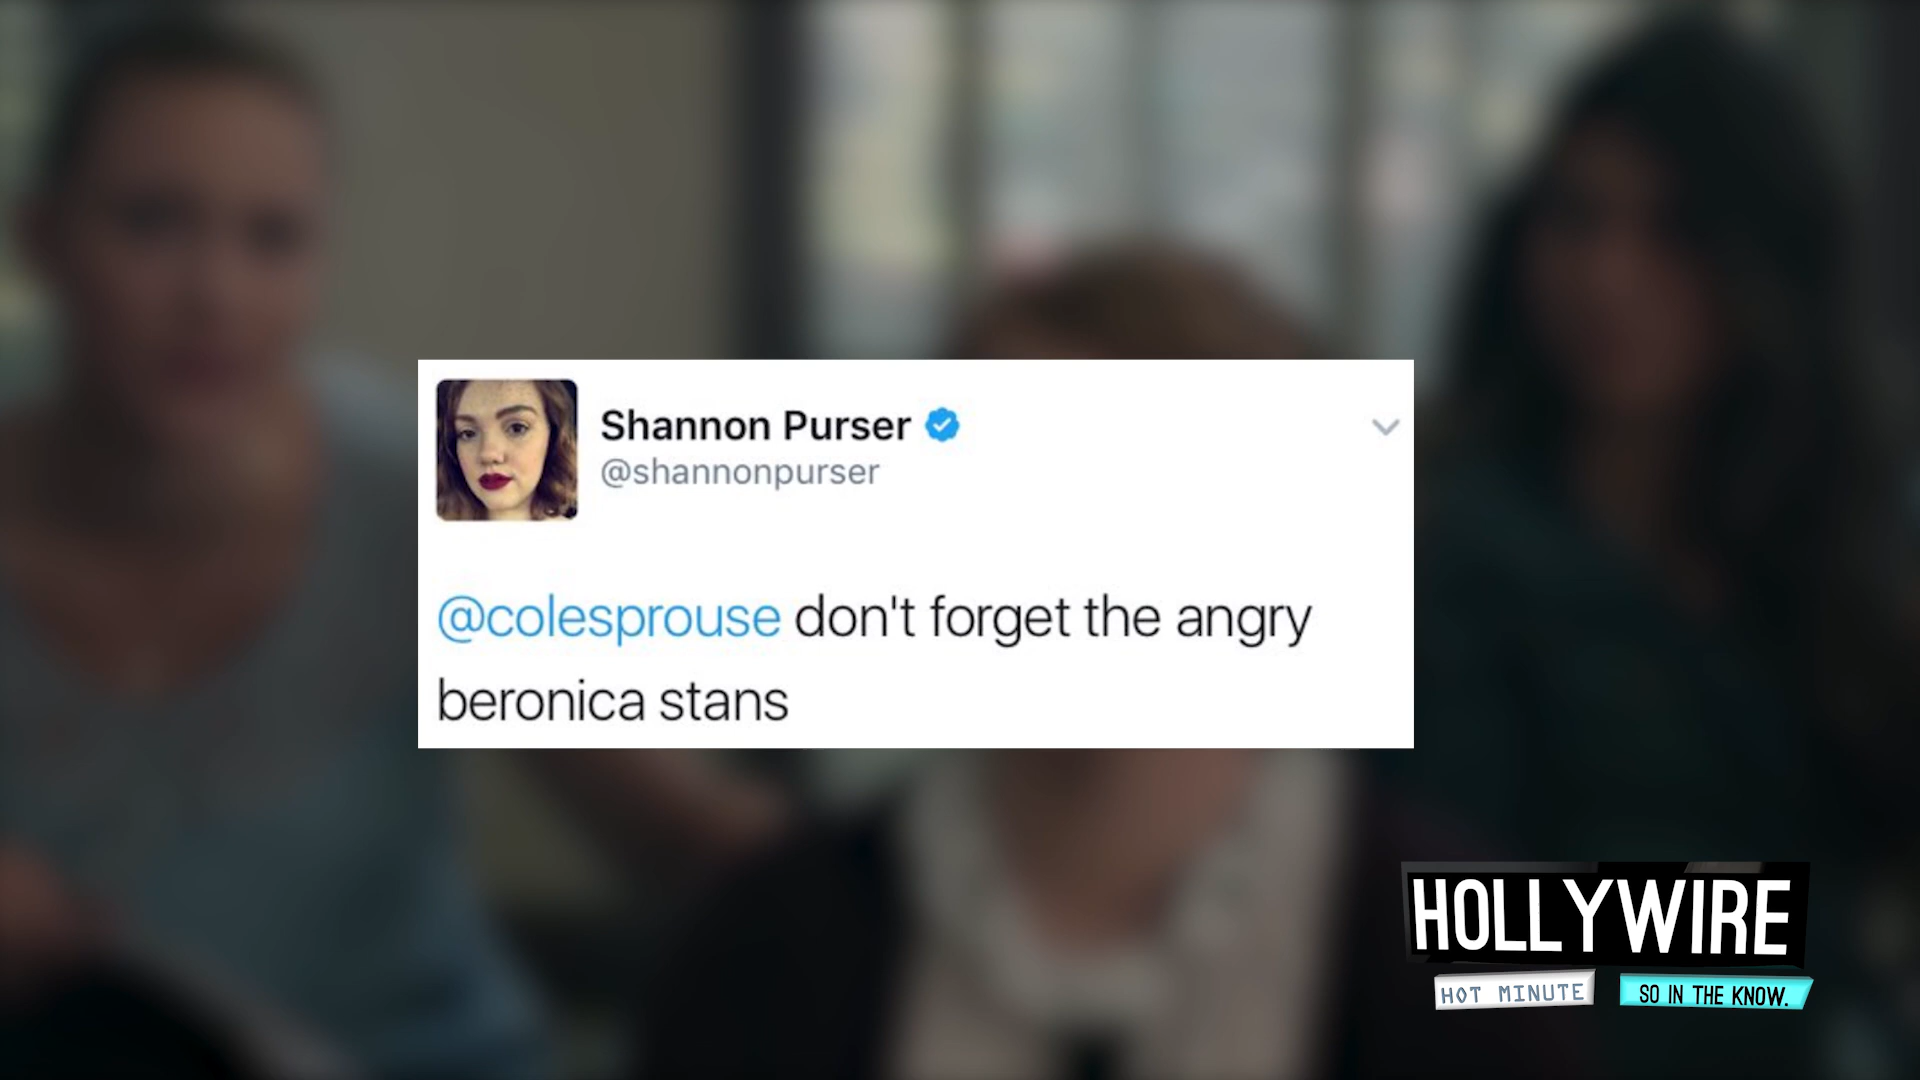 Shannon Purser
@shannonpurser
@colesprouse don't forget the angry
beronica stans
HOLLYWIRE
HOT MINUTE
SO IN THE KNOW.